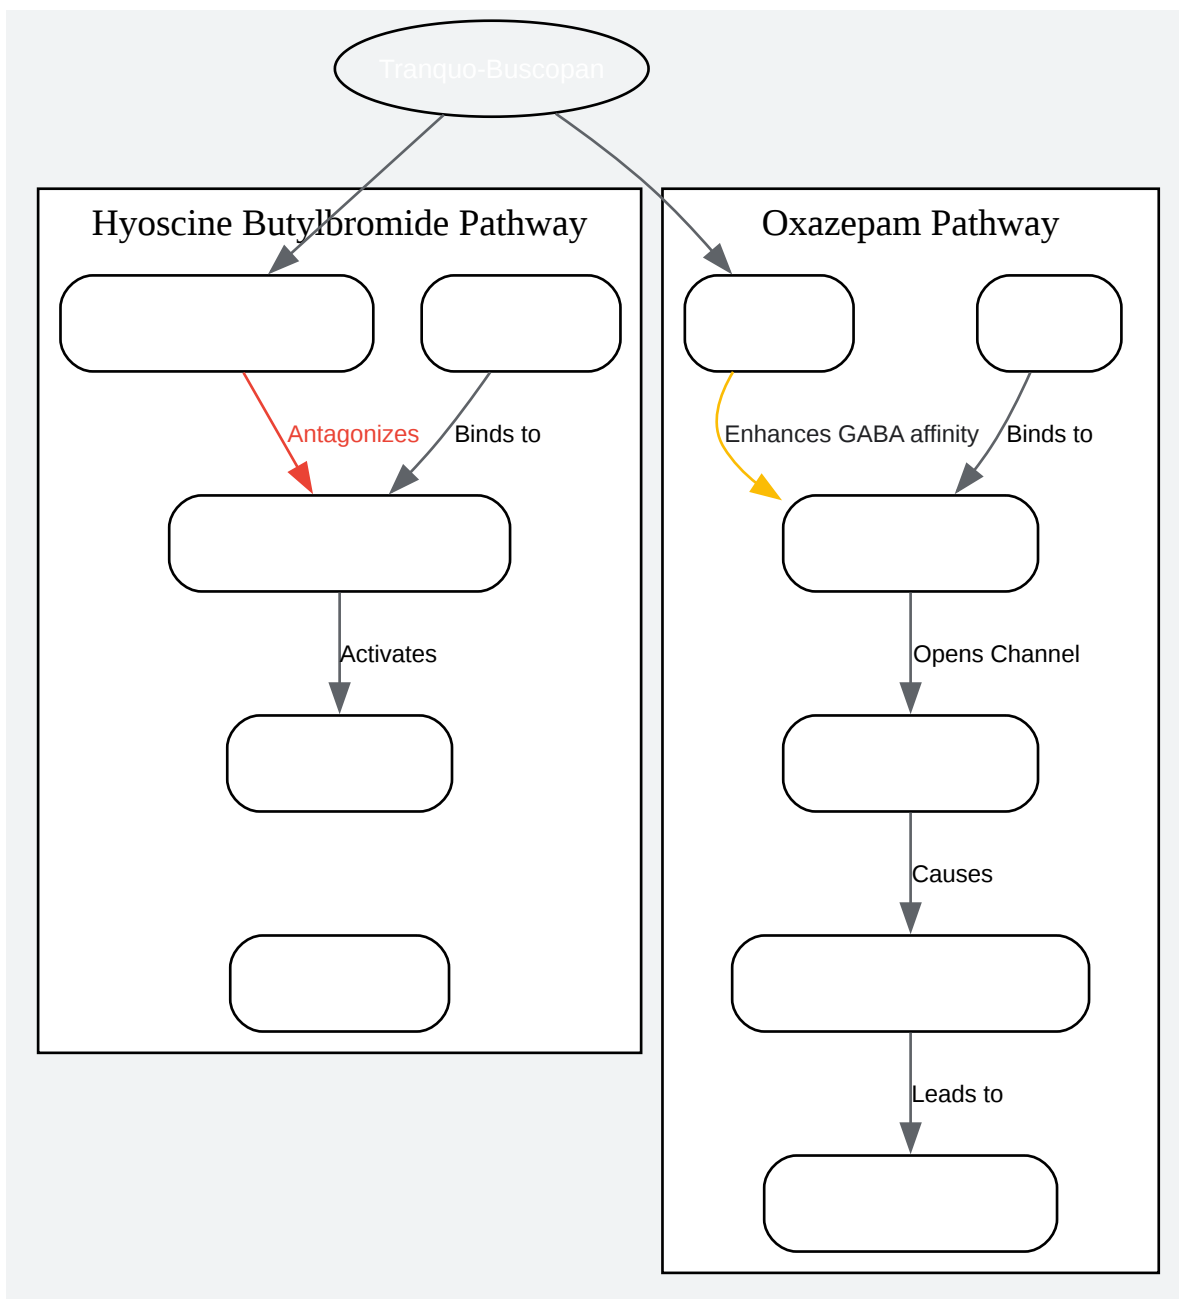 Tranquo-Buscopan
Hyoscine Butylbromide Pathway
Oxazepam Pathway
Antagonizes
Binds to
Enhances GABA affinity
Binds to
Activates
Opens Channel
Causes
Leads to